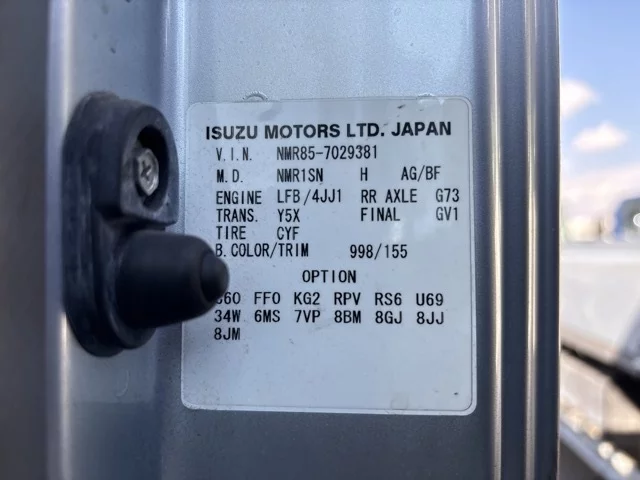 ISUZU MOTORS LTD. JAPAN
V.I.N. NMR85-7029381
M.D. NMR1SN H AG/BF
ENGINE LFB/4JJ1 RR AXLE G73
TRANS. Y5X FINAL GV1
TIRE CYF
B.COLOR/TRIM 998/155
OPTION
FFO KG2 RPV RS6 U69
34W 6MS 7VP 8BM 8GJ 8JJ
8JM